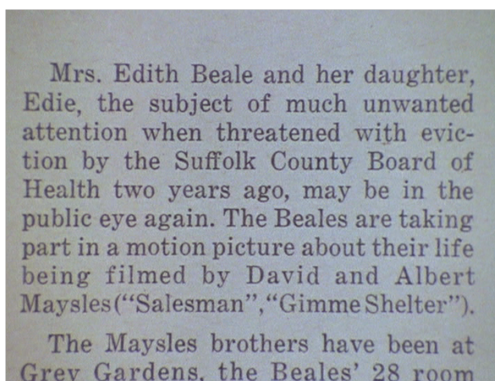 Mrs. Edith Beale and her daughter,
Edie, the subject of much unwanted
attention when threatened with evic-
tion by the Suffolk County Board of
Health two years ago, may be in the
public eye again. The Beales are taking
part in a motion picture about their life
being filmed by David and Albert
Maysles(“Salesman”,“Gimme Shelter”).
The Maysles brothers have been at
Grey Gardens, the Beales’ 28 room